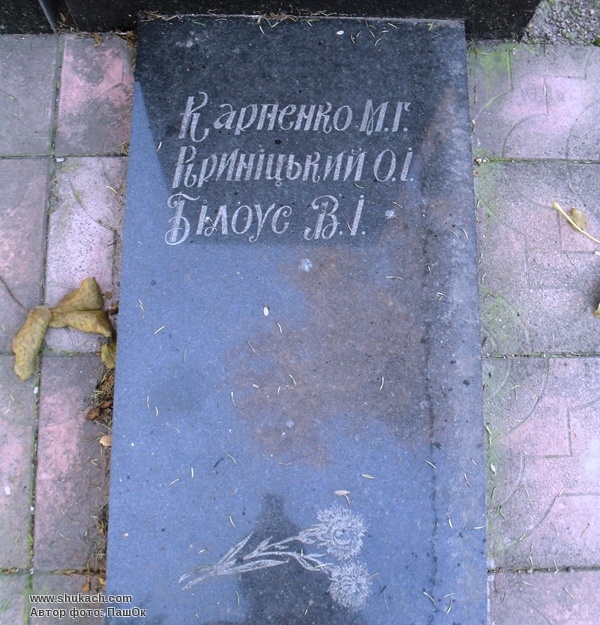 Карпенко М.Г.
Криніцький О.І.
Білоус В.І.
www.shukach.com
Автор фото: ПашОк